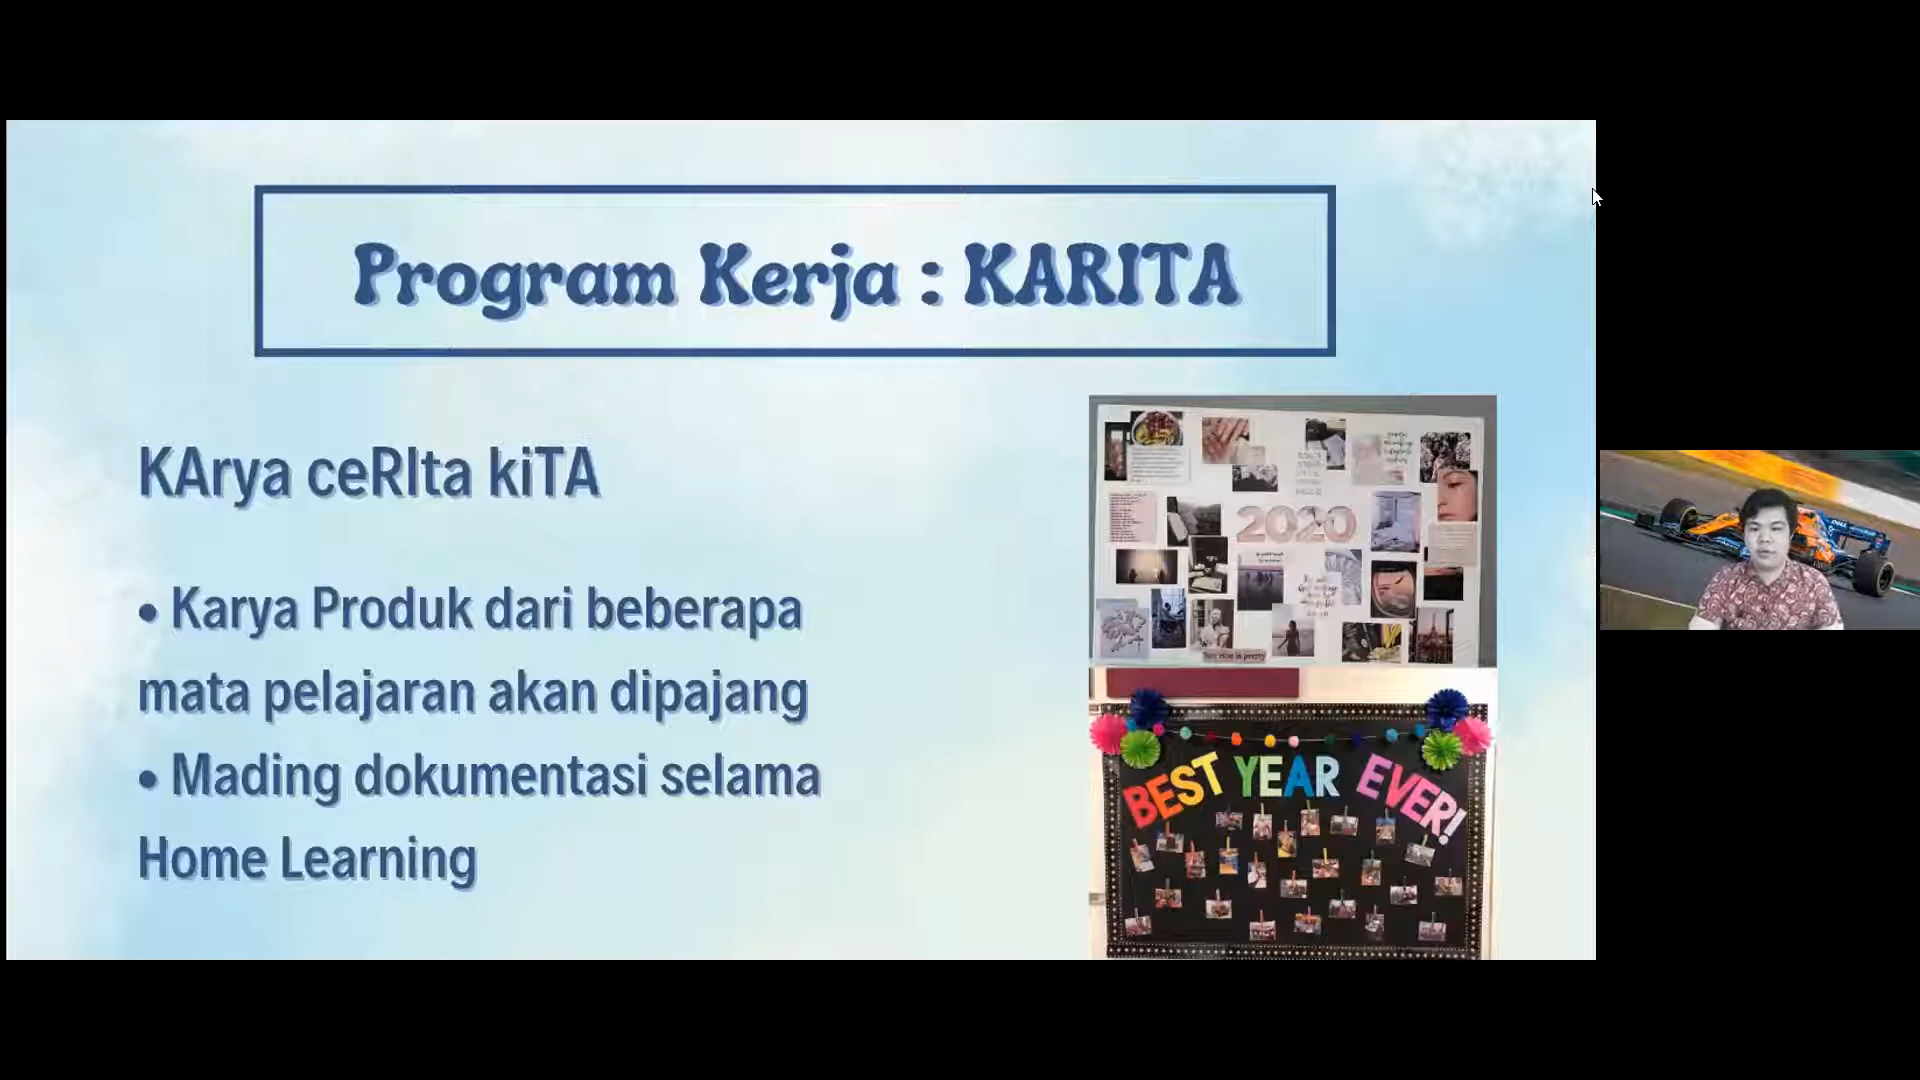 Program Kerja : KARITA
KArya ceRIta kiTA
• Karya Produk dari beberapa
mata pelajaran akan dipajang
• Mading dokumentasi selama
Home Learning
2020
BEST YEAR EVER!